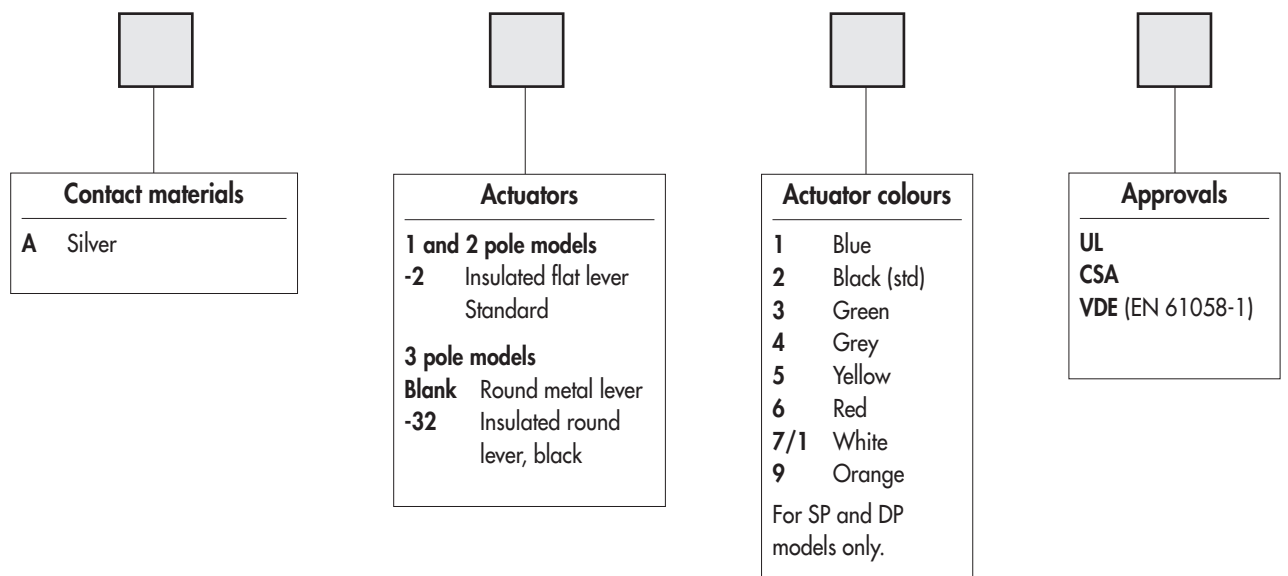 Contact materials
A Silver
Actuators
1 and 2 pole models
-2 Insulated flat lever
Standard
3 pole models
Blank Round metal lever
-32 Insulated round
lever, black
Actuator colours
1 Blue
2 Black (std)
3 Green
4 Grey
5 Yellow
6 Red
7/1 White
9 Orange
For SP and DP
models only.
Approvals
UL
CSA
VDE (EN 61058-1)